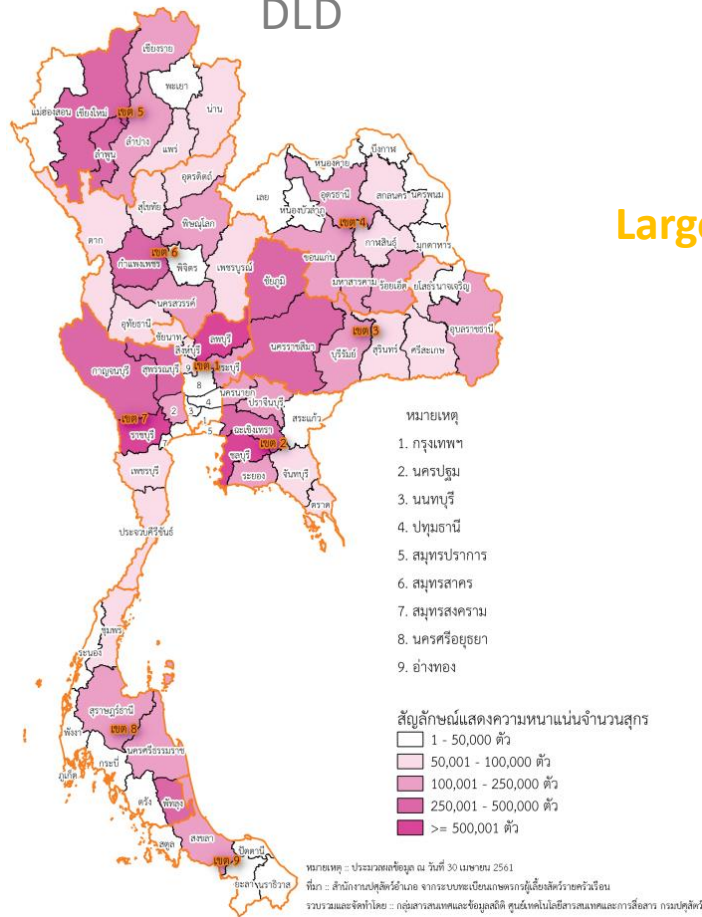 DLD
Large
เชียงราย
พะเยา
แม่ฮ่องสอน
เชียงใหม่
เขต 5
น่าน
ลำปาง
ลำพูน
แพร่
อุตรดิตถ์
สุโขทัย
ตาก
พิษณุโลก
เขต 6
กำแพงเพชร
พิจิตร
เพชรบูรณ์
นครสวรรค์
อุทัยธานี
ชัยนาท
บึงกาฬ
หนองคาย
เลย
อุดรธานี
หนองบัวลำภู
สกลนคร
นครพนม
เขต 4
กาฬสินธุ์
มุกดาหาร
ขอนแก่น
ชัยภูมิ
มหาสารคาม
ร้อยเอ็ด
ยโสธร
อำนาจเจริญ
อุบลราชธานี
เขต 3
นครราชสีมา
บุรีรัมย์
สุรินทร์
ศรีสะเกษ
ลพบุรี
สิงห์บุรี
เขต 1
สระบุรี
9
8
กาญจนบุรี
สุพรรณบุรี
นครนายก
ปราจีนบุรี
สระแก้ว
4
2
3
1
5
เขต 7
ราชบุรี
7
ฉะเชิงเทรา
เขต 2
ชลบุรี
ระยอง
จันทบุรี
ตราด
เพชรบุรี
ประจวบคีรีขันธ์
ชุมพร
ระนอง
สุราษฎร์ธานี
พังงา
เขต 8
นครศรีธรรมราช
กระบี่
ภูเก็ต
ตรัง
พัทลุง
สตูล
สงขลา
เขต 9
ปัตตานี
ยะลา
นราธิวาส
หมายเหตุ
1. กรุงเทพฯ
2. นครปฐม
3. นนทบุรี
4. ปทุมธานี
5. สมุทรปราการ
6. สมุทรสาคร
7. สมุทรสงคราม
8. นครศรีอยุธยา
9. อ่างทอง
สัญลักษณ์แสดงความหนาแน่นจำนวนสุกร
1 - 50,000 ตัว
50,001 - 100,000 ตัว
100,001 - 250,000 ตัว
250,001 - 500,000 ตัว
>= 500,001 ตัว
หมายเหตุ :: ประมวลผลข้อมูล ณ วันที่ 30 เมษายน 2561
ที่มา :: สำนักงานปศุสัตว์อำเภอ จากระบบทะเบียนเกษตรกรผู้เลี้ยงสัตว์รายครัวเรือน
รวบรวมและจัดทำโดย :: กลุ่มสารสนเทศและข้อมูลสถิติ ศูนย์เทคโนโลยีสารสนเทศและการสื่อสาร กรมปศุสัตว์